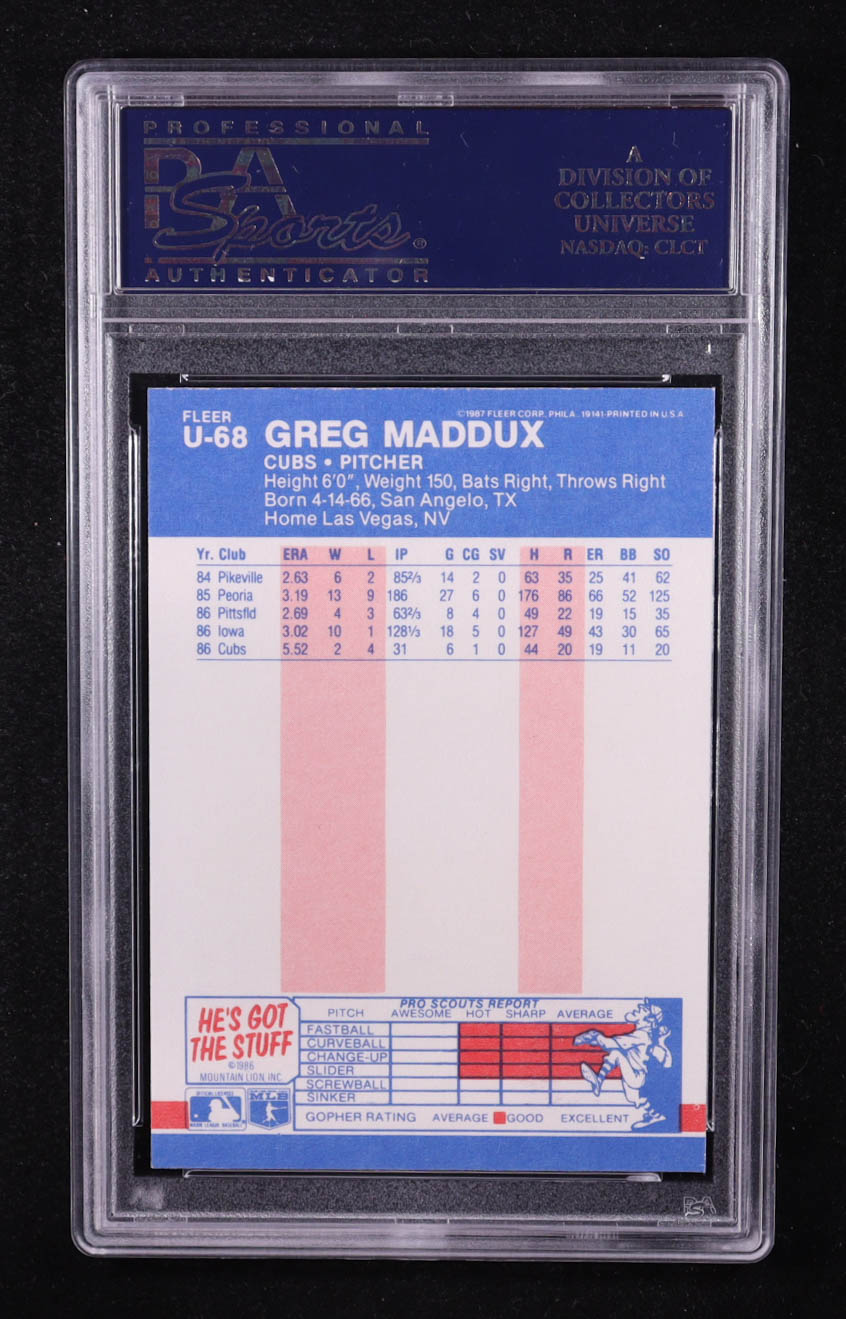 PROFESSIONAL
PSA
Sports®
AUTHENTICATOR
A
DIVISION OF
COLLECTORS
UNIVERSE
NASDAQ: CLCT
©1987 FLEER CORP. PHILA. 19141-PRINTED IN U.S.A.
FLEER
U-68 GREG MADDUX
CUBS • PITCHER
Height 6'0", Weight 150, Bats Right, Throws Right
Born 4-14-66, San Angelo, TX
Home Las Vegas, NV
Yr. Club ERA W L IP G CG SV H R ER BB SO
84 Pikeville 2.63 6 2 85⅔ 14 2 0 63 35 25 41 62
85 Peoria 3.19 13 9 186 27 6 0 176 86 66 52 125
86 Pittsfld 2.69 4 3 63⅔ 8 4 0 49 22 19 15 35
86 Iowa 3.02 10 1 128⅓ 18 5 0 127 49 43 30 65
86 Cubs 5.52 2 4 31 6 1 0 44 20 19 11 20
HE'S GOT
THE STUFF
©1986
MOUNTAIN LION, INC.
PRO SCOUTS REPORT
PITCH AWESOME HOT SHARP AVERAGE
FASTBALL
CURVEBALL
CHANGE-UP
SLIDER
SCREWBALL
SINKER
GOPHER RATING AVERAGE GOOD EXCELLENT
MAJOR LEAGUE BASEBALL
MLB
PSA